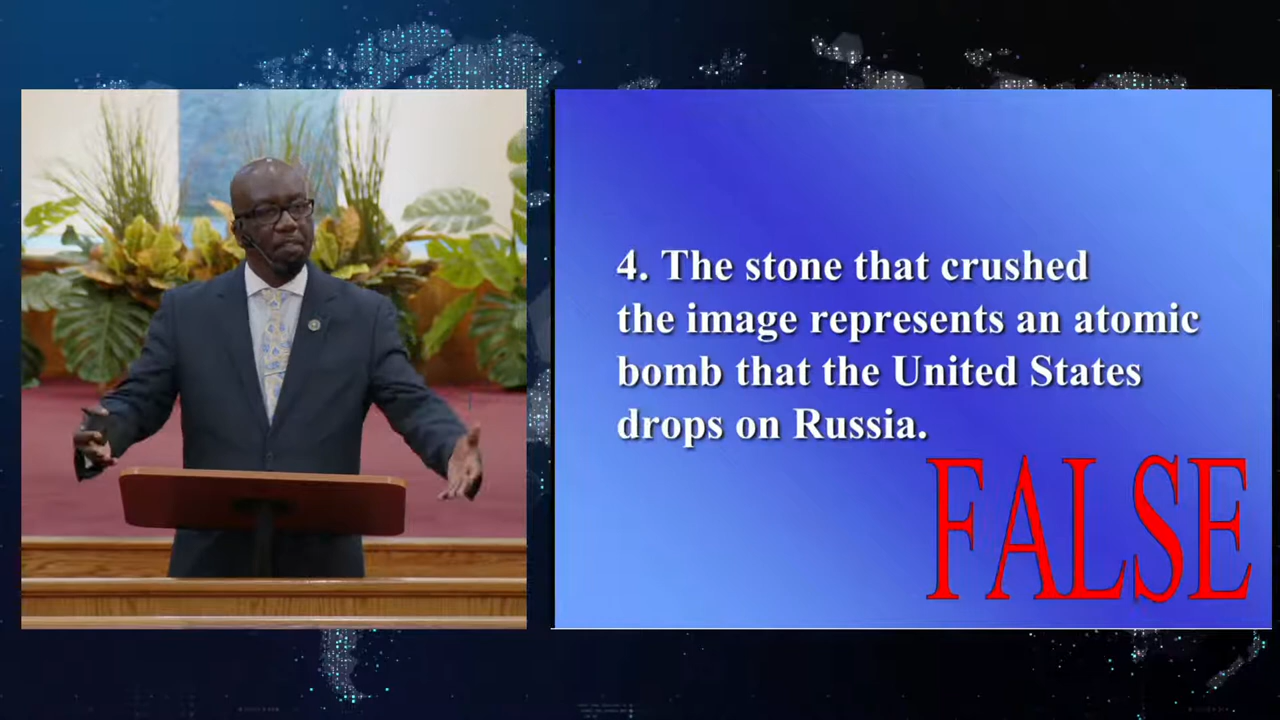 4. The stone that crushed
the image represents an atomic
bomb that the United States
drops on Russia.
FALSE